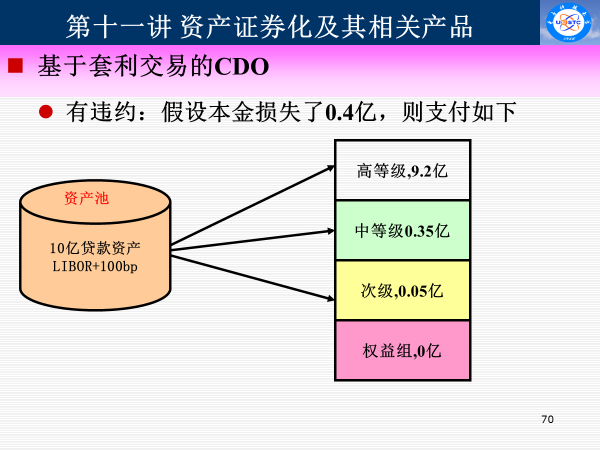 第十一讲 资产证券化及其相关产品
基于套利交易的CDO
有违约：假设本金损失了0.4亿，则支付如下
资产池
10亿贷款资产
LIBOR+100bp
高等级,9.2亿
中等级0.35亿
次级,0.05亿
权益组,0亿
70